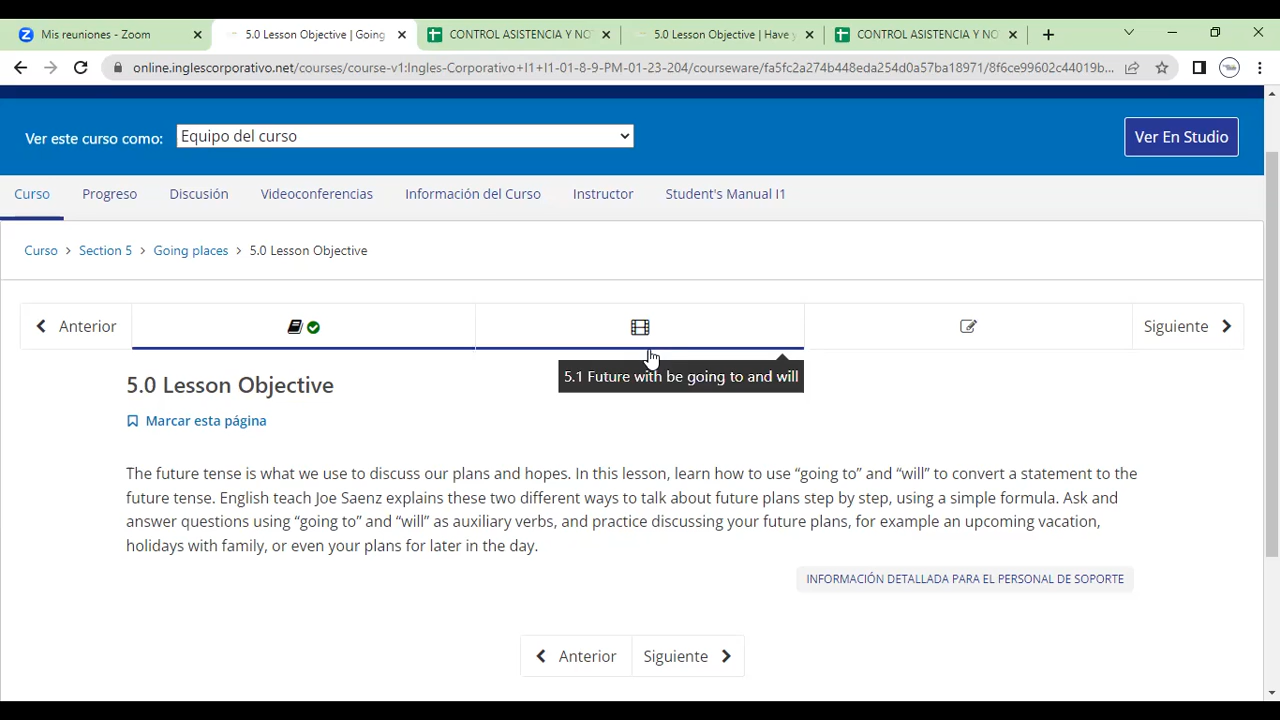 Mis reuniones - Zoom
5.0 Lesson Objective | Going
CONTROL ASISTENCIA Y NOT
5.0 Lesson Objective | Have y
CONTROL ASISTENCIA Y NO
online.inglescorporativo.net/courses/course-v1:Ingles-Corporativo+I1+I1-01-8-9-PM-01-23-204/courseware/fa5fc2a274b448eda254d0a57ba18971/8f6ce99602c44019b...
Ver este curso como:
Equipo del curso
Ver En Studio
Curso
Progreso
Discusión
Videoconferencias
Información del Curso
Instructor
Student's Manual I1
Curso > Section 5 > Going places > 5.0 Lesson Objective
Anterior
Siguiente
5.1 Future with be going to and will
5.0 Lesson Objective
Marcar esta página
The future tense is what we use to discuss our plans and hopes. In this lesson, learn how to use “going to” and “will” to convert a statement to the
future tense. English teach Joe Saenz explains these two different ways to talk about future plans step by step, using a simple formula. Ask and
answer questions using “going to” and “will” as auxiliary verbs, and practice discussing your future plans, for example an upcoming vacation,
holidays with family, or even your plans for later in the day.
INFORMACIÓN DETALLADA PARA EL PERSONAL DE SOPORTE
Anterior
Siguiente